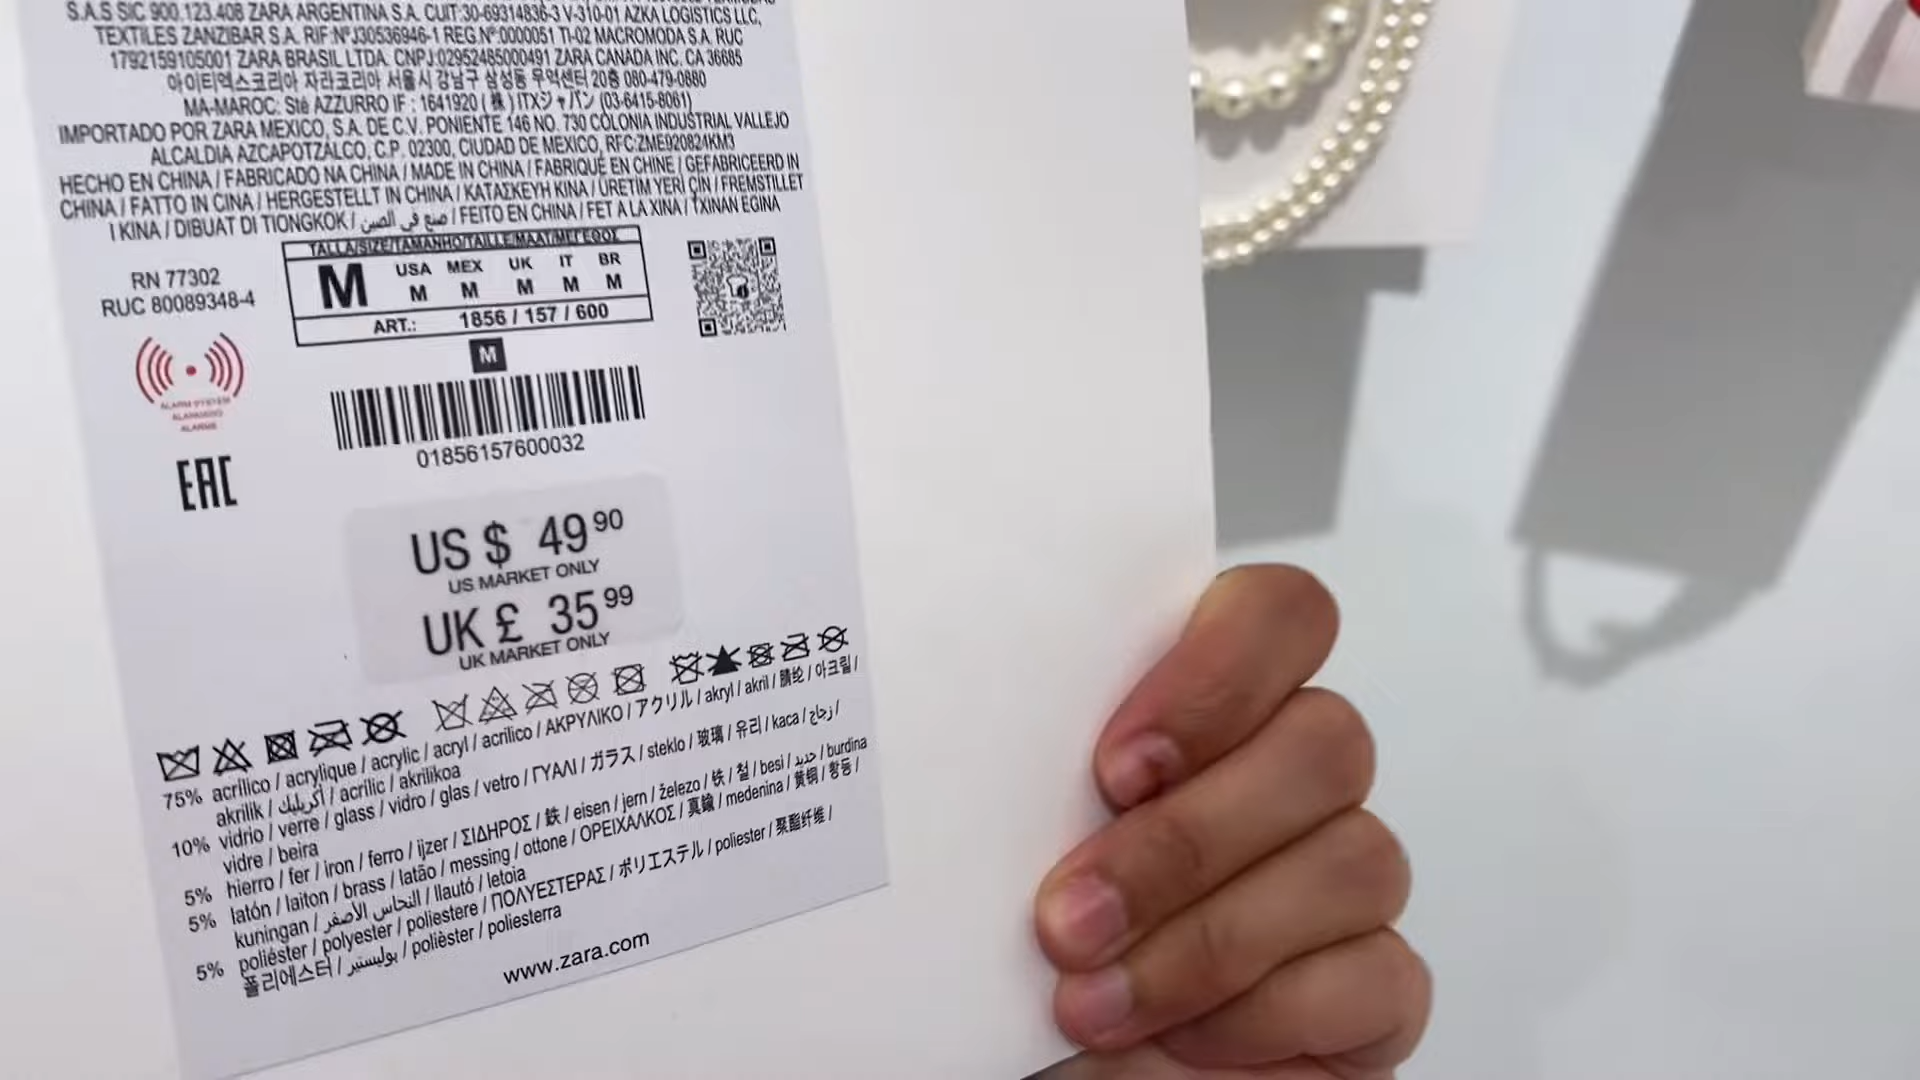 S.A.S SIC 900.123.408 ZARA ARGENTINA S.A. CUIT:30-69314836-3 V-310-01 AZKA LOGISTICS LLC,
TEXTILES ZANZIBAR S.A. RIF:Nº J30536946-1 REG.Nº:0000051 TI-02 MACROMODA S.A. RUC
1792159105001 ZARA BRASIL LTDA. CNPJ:02952485000491 ZARA CANADA INC. CA 36685
아이티엑스코리아 자라코리아 서울시 강남구 삼성동 무역센터 20층 080-479-0880
MA-MAROC: Sté AZZURRO IF : 1641920 ( 株 ) ITXジャパン (03-6415-8061)
IMPORTADO POR ZARA MEXICO, S.A. DE C.V. PONIENTE 146 NO. 730 COLONIA INDUSTRIAL VALLEJO
ALCALDIA AZCAPOTZALCO, C.P. 02300, CIUDAD DE MEXICO, RFC:ZME920824KM3
HECHO EN CHINA / FABRICADO NA CHINA / MADE IN CHINA / FABRIQUÉ EN CHINE / GEFABRICEERD IN
CHINA / FATTO IN CINA / HERGESTELLT IN CHINA / ΚΑΤΑΣΚΕΥΗ ΚΙΝΑ / ÜRETIM YERİ ÇİN / FREMSTILLET
I KINA / DIBUAT DI TIONGKOK / صنع في الصين / FEITO EN CHINA / FET A LA XINA / TXINAN EGINA
TALLA/SIZE/TAMANHO/TAILLE/MAAT/ΜΕΓΕΘΟΣ
M USA MEX UK IT BR
M M M M M
ART.: 1856 / 157 / 600
M
RN 77302
RUC 80089348-4
ALARM SYSTEM
ALARMADO
ALARME
EAC
01856157600032
US $ 49 90
US MARKET ONLY
UK £ 35 99
UK MARKET ONLY
75% acrílico / acrylique / acrylic / acryl / acrilico / ΑΚΡΥΛΙΚΟ / アクリル / akryl / akril / 腈纶 / 아크릴 /
akrilik / أكريليك / acrílic / akrilikoa
10% vidrio / verre / glass / vidro / glas / vetro / ΓΥΑΛΙ / ガラス / steklo / 玻璃 / 유리 / kaca / زجاج /
vidre / beira
5% hierro / fer / iron / ferro / ijzer / ΣΙΔΗΡΟΣ / 鉄 / eisen / jern / železo / 铁 / 철 / besi / حديد / burdina
5% latón / laiton / brass / latão / messing / ottone / ΟΡΕΙΧΑΛΚΟΣ / 真鍮 / medenina / 黄铜 / 황동 /
kuningan / النحاس الأصفر / llautó / letoia
5% poliéster / polyester / poliestere / ΠΟΛΥΕΣΤΕΡΑΣ / ポリエステル / poliester / 聚酯纤维 /
폴리에스터 / بوليستير / polièster / poliesterra
www.zara.com